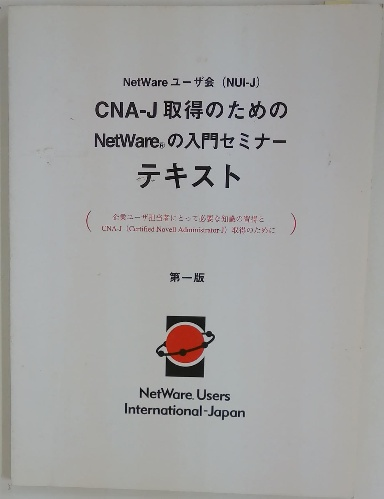 NetWare ユーザ会 (NUI-J)
CNA-J 取得のための
NetWare® の入門セミナー
テキスト
企業ユーザ担当者にとって必要な知識の習得と
CNA-J (Certified Novell Administrator-J) 取得のために
第一版
NetWare® Users
International-Japan